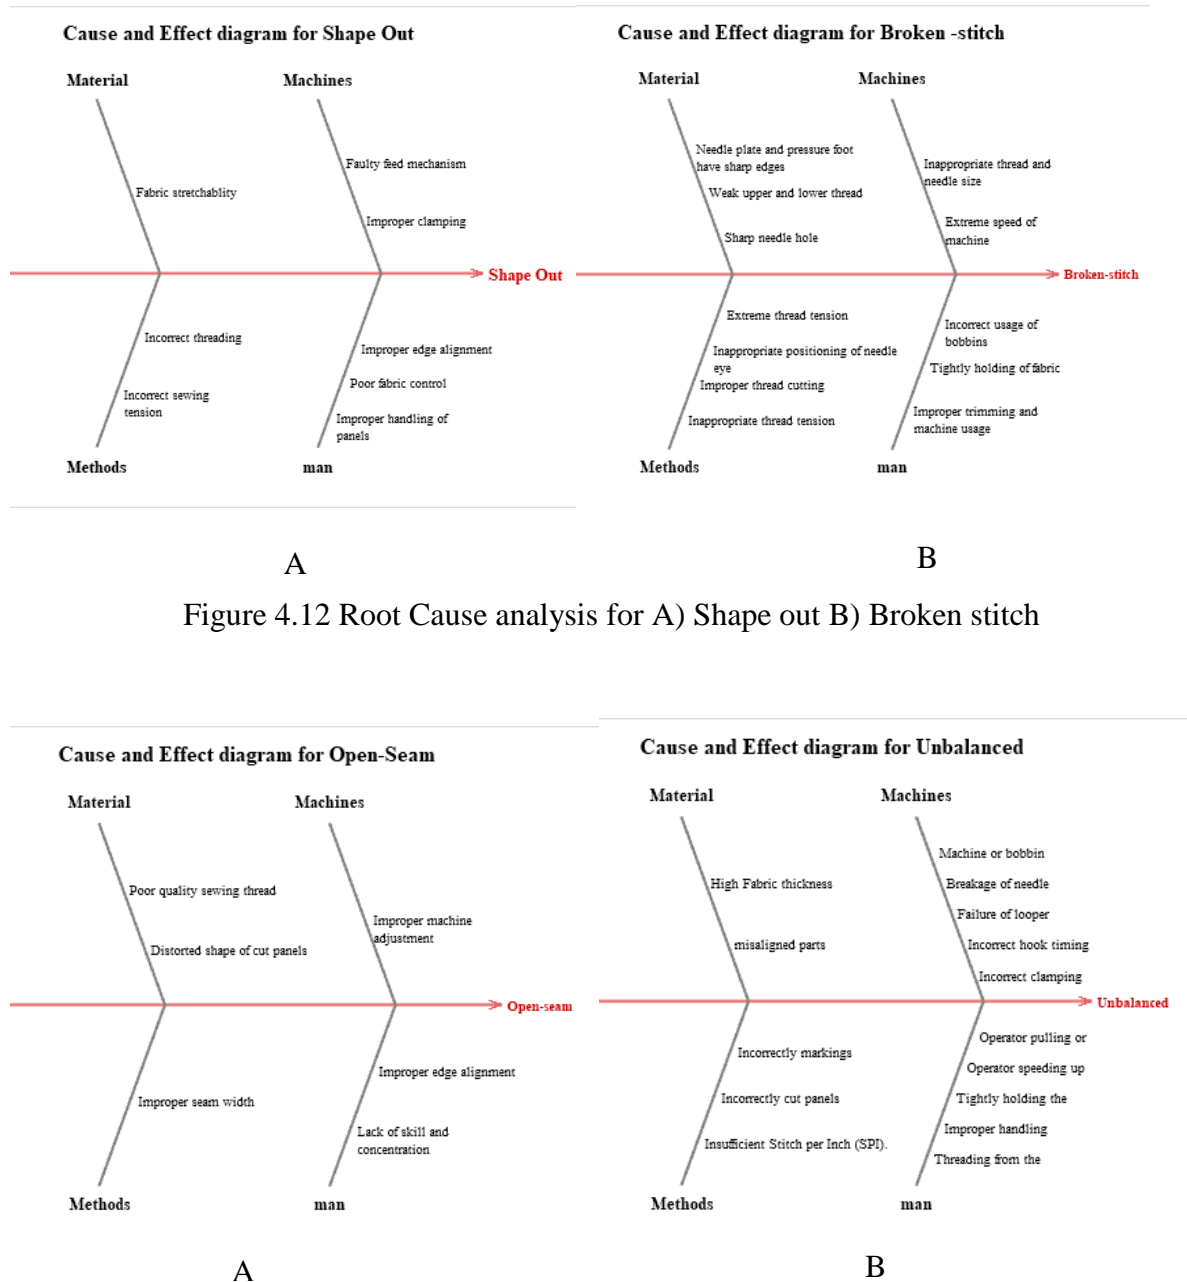 Cause and Effect diagram for Shape Out
Material
Machines
Faulty feed mechanism
Fabric stretchablity
Improper clamping
Shape Out
Incorrect threading
Improper edge alignment
Poor fabric control
Incorrect sewing
tension
Improper handling of
panels
Methods
man
A
Cause and Effect diagram for Broken -stitch
Material
Machines
Needle plate and pressure foot
have sharp edges
Weak upper and lower thread
Sharp needle hole
Inappropriate thread and
needle size
Extreme speed of
machine
Broken-stitch
Extreme thread tension
Inappropriate positioning of needle
eye
Improper thread cutting
Inappropriate thread tension
Incorrect usage of
bobbins
Tightly holding of fabric
Improper trimming and
machine usage
Methods
man
B
Figure 4.12 Root Cause analysis for A) Shape out B) Broken stitch
Cause and Effect diagram for Open-Seam
Material
Machines
Poor quality sewing thread
Distorted shape of cut panels
Improper machine
adjustment
Open-seam
Improper seam width
Improper edge alignment
Lack of skill and
concentration
Methods
man
A
Cause and Effect diagram for Unbalanced
Material
Machines
High Fabric thickness
misaligned parts
Machine or bobbin
Breakage of needle
Failure of looper
Incorrect hook timing
Incorrect clamping
Unbalanced
Incorrectly markings
Incorrectly cut panels
Insufficient Stitch per Inch (SPI).
Operator pulling or
Operator speeding up
Tightly holding the
Improper handling
Threading from the
Methods
man
B